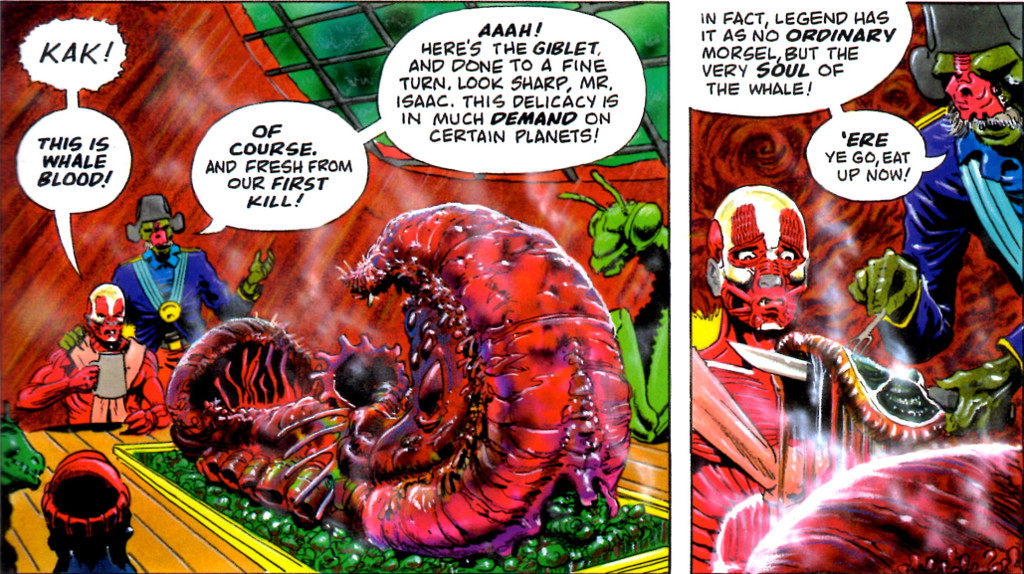 KAK!
THIS IS
WHALE
BLOOD!
OF
COURSE.
AND FRESH FROM
OUR FIRST
KILL!
AAAH!
HERE'S THE GIBLET,
AND DONE TO A FINE
TURN. LOOK SHARP, MR.
ISAAC. THIS DELICACY IS
IN MUCH DEMAND ON
CERTAIN PLANETS!
IN FACT, LEGEND HAS
IT AS NO ORDINARY
MORSEL, BUT THE
VERY SOUL OF
THE WHALE!
'ERE
YE GO, EAT
UP NOW!